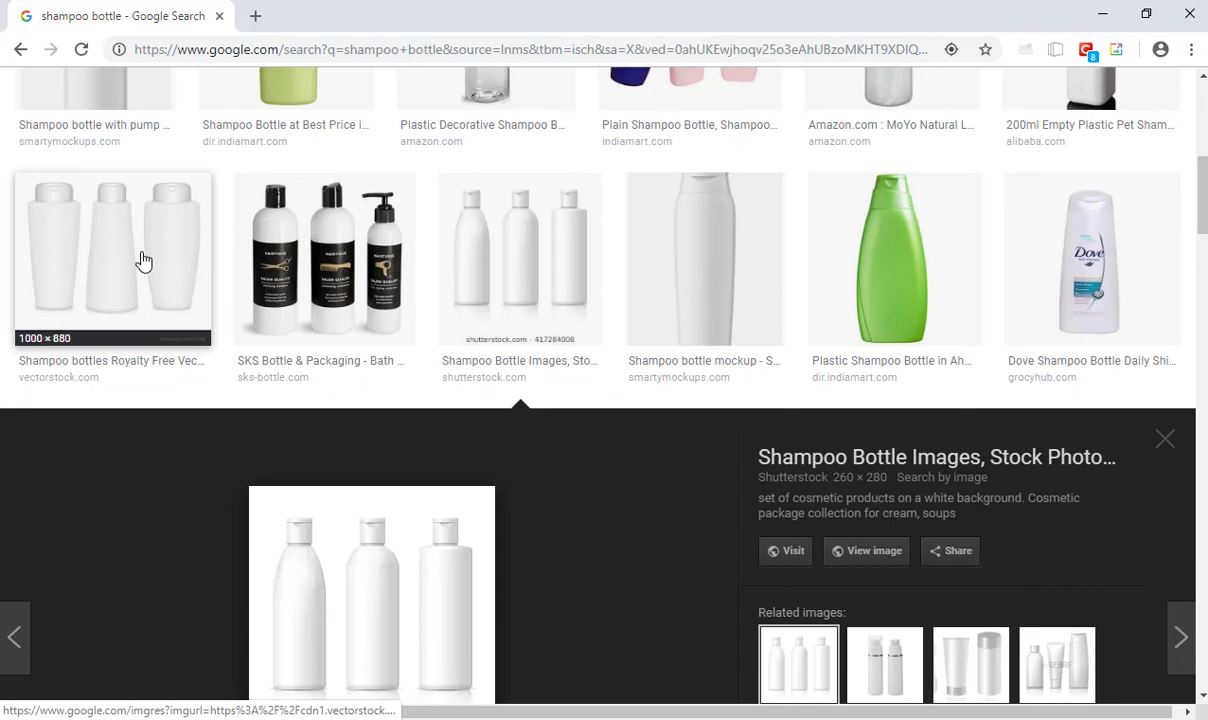 shampoo bottle - Google Search
https://www.google.com/search?q=shampoo+bottle&source=lnms&tbm=isch&sa=X&ved=0ahUKEwjhoqv25o3eAhUBzoMKHT9XDIQ...
8
Shampoo bottle with pump ...
smartymockups.com
Shampoo Bottle at Best Price i...
dir.indiamart.com
Plastic Decorative Shampoo B...
amazon.com
Plain Shampoo Bottle, Shampoo...
indiamart.com
Amazon.com : MoYo Natural L...
amazon.com
200ml Empty Plastic Pet Sham...
alibaba.com
1000 × 880
shutterstock.com • 417284008
Dove
Shampoo bottles Royalty Free Vec...
vectorstock.com
SKS Bottle & Packaging - Bath ...
sks-bottle.com
Shampoo Bottle Images, Sto...
shutterstock.com
Shampoo bottle mockup - S...
smartymockups.com
Plastic Shampoo Bottle in Ah...
dir.indiamart.com
Dove Shampoo Bottle Daily Shi...
grocyhub.com
Shampoo Bottle Images, Stock Photo...
Shutterstock 260 × 280 Search by image
set of cosmetic products on a white background. Cosmetic
package collection for cream, soups
Visit
View image
Share
Related images:
123RF
https://www.google.com/imgres?imgurl=https%3A%2F%2Fcdn1.vectorstock....